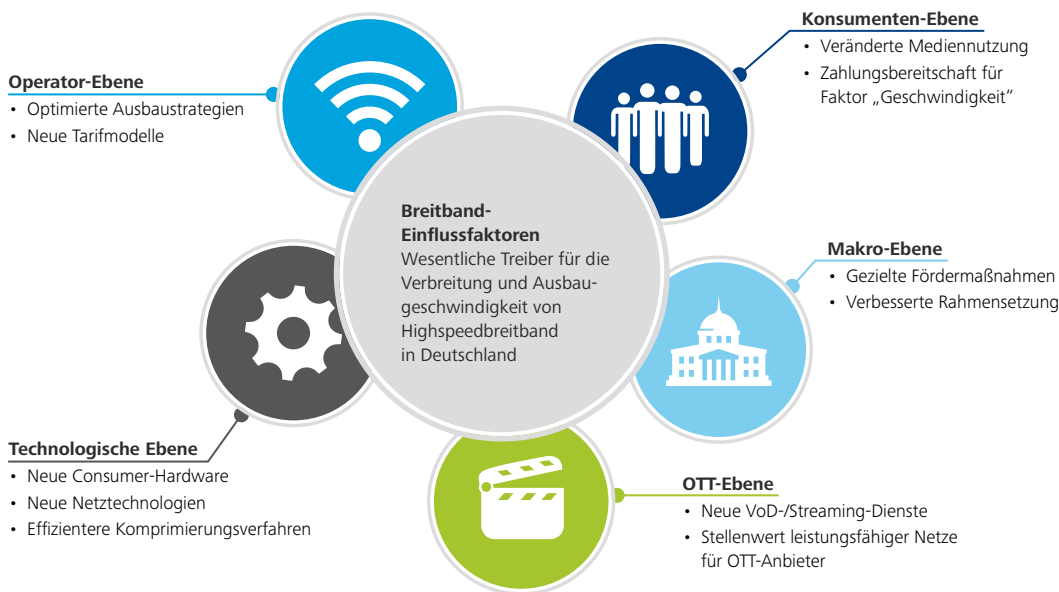 Operator-Ebene
• Optimierte Ausbaustrategien
• Neue Tarifmodelle
Konsumenten-Ebene
• Veränderte Mediennutzung
• Zahlungsbereitschaft für
Faktor „Geschwindigkeit“
Breitband-
Einflussfaktoren
Wesentliche Treiber für die
Verbreitung und Ausbau-
geschwindigkeit von
Highspeedbreitband
in Deutschland
Makro-Ebene
• Gezielte Fördermaßnahmen
• Verbesserte Rahmensetzung
Technologische Ebene
• Neue Consumer-Hardware
• Neue Netztechnologien
• Effizientere Komprimierungsverfahren
OTT-Ebene
• Neue VoD-/Streaming-Dienste
• Stellenwert leistungsfähiger Netze
für OTT-Anbieter